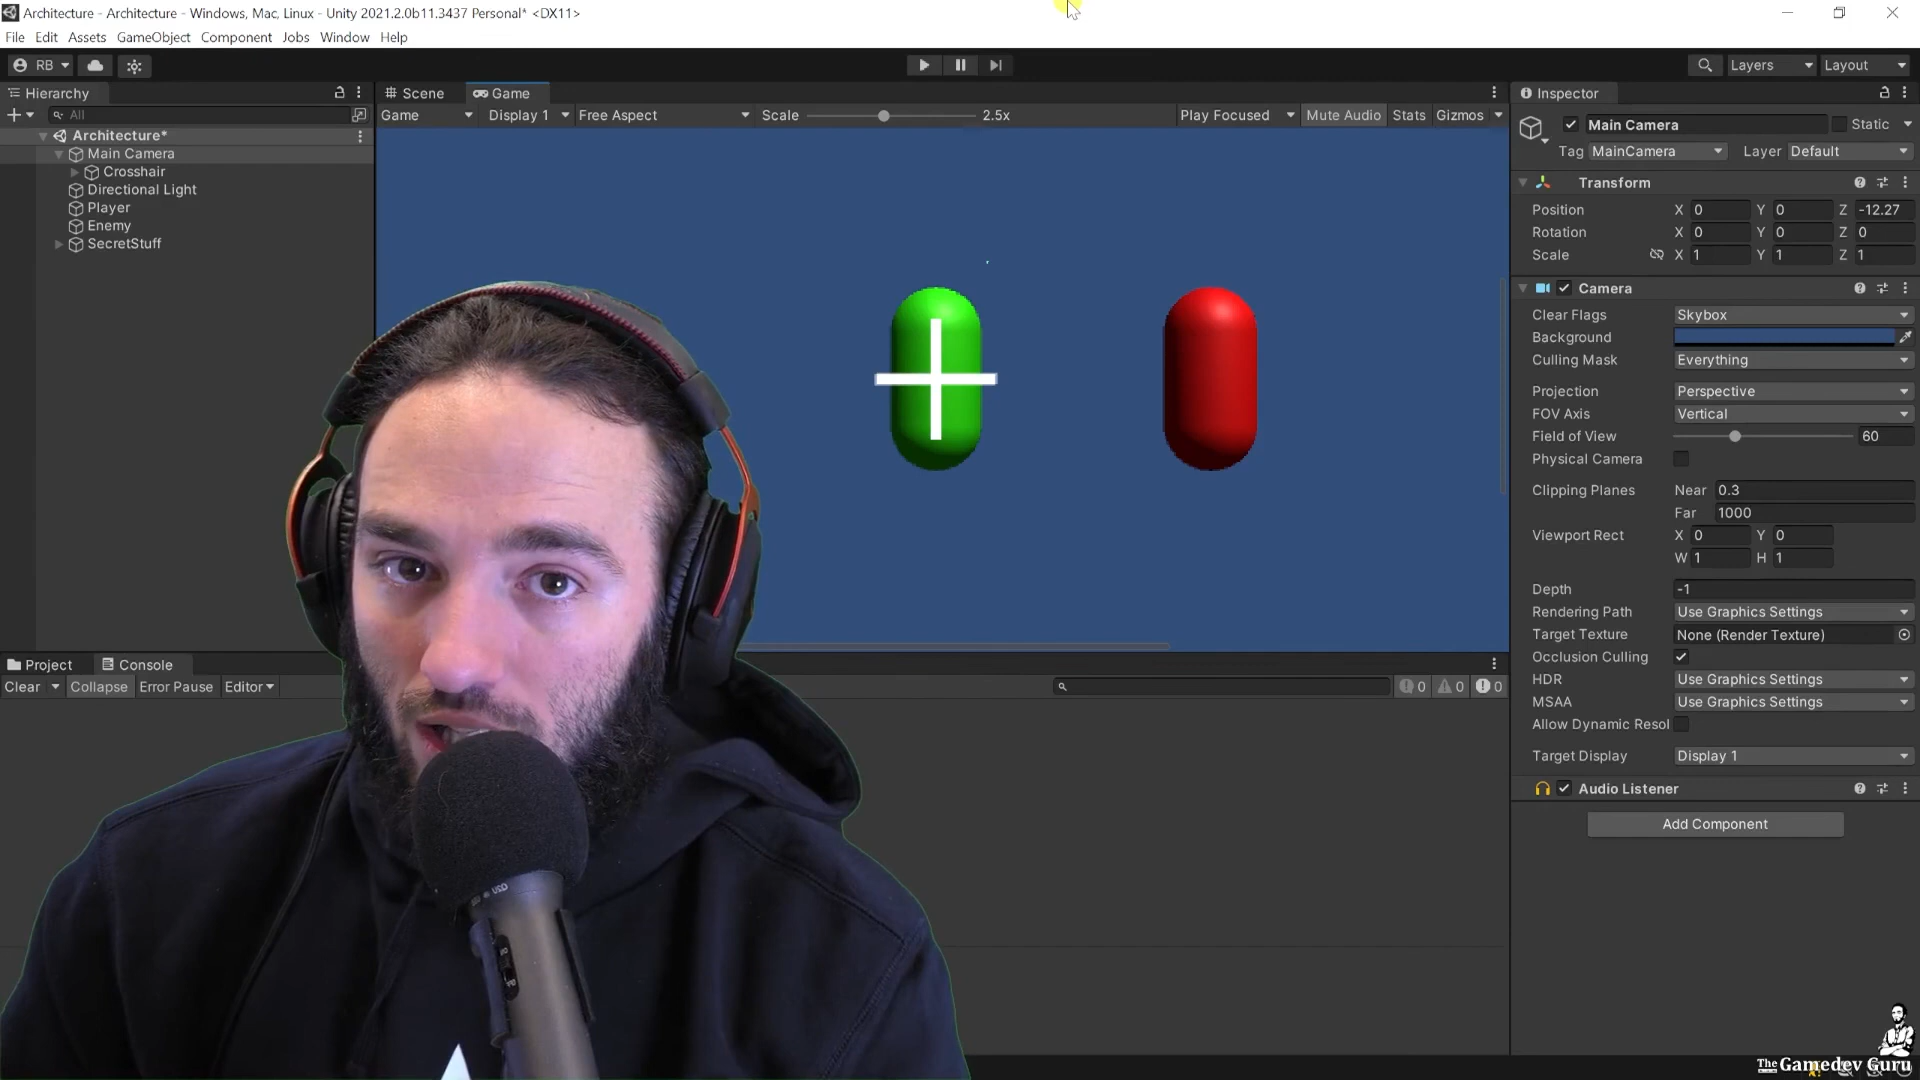 Architecture - Architecture - Windows, Mac, Linux - Unity 2021.2.0b11.3437 Personal* <DX11>
File Edit Assets GameObject Component Jobs Window Help
RB Layers Layout
Hierarchy Scene Game Inspector
All Game Display 1 Free Aspect Scale 2.5x Play Focused Mute Audio Stats Gizmos
Main Camera Static
Architecture*
Tag MainCamera Layer Default
Main Camera
Crosshair
Transform
Directional Light
Player
Position X 0 Y 0 Z -12.27
Enemy
Rotation X 0 Y 0 Z 0
SecretStuff
Scale X 1 Y 1 Z 1
Camera
Clear Flags Skybox
Background
Culling Mask Everything
Projection Perspective
FOV Axis Vertical
Field of View 60
Physical Camera
Clipping Planes Near 0.3
Far 1000
Viewport Rect X 0 Y 0
W 1 H 1
Depth -1
Rendering Path Use Graphics Settings
Target Texture None (Render Texture)
Occlusion Culling
Project Console
HDR Use Graphics Settings
Clear Collapse Error Pause Editor 0 0 0
MSAA Use Graphics Settings
Allow Dynamic Resol
Target Display Display 1
Audio Listener
Add Component
The Gamedev Guru